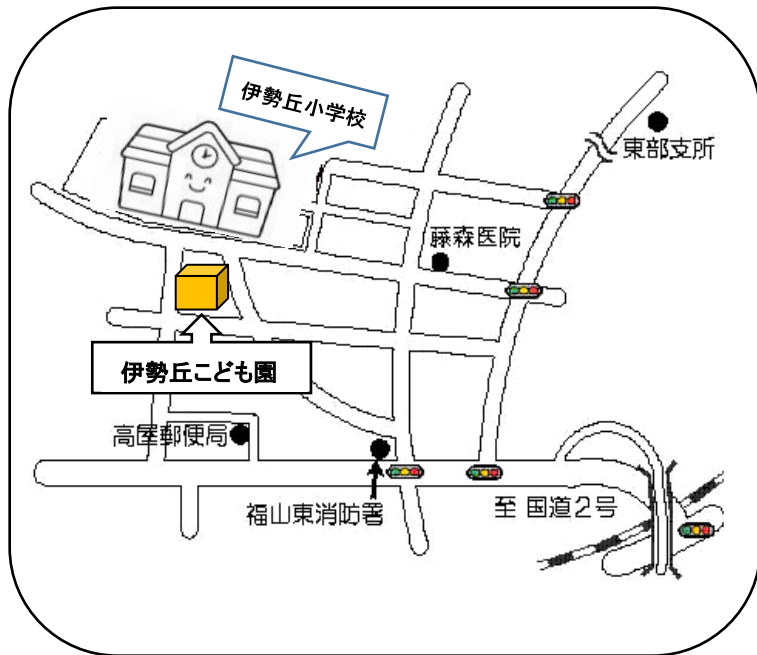 伊勢丘小学校
東部支所
藤森医院
伊勢丘こども園
高屋郵便局
福山東消防署
至 国道2号